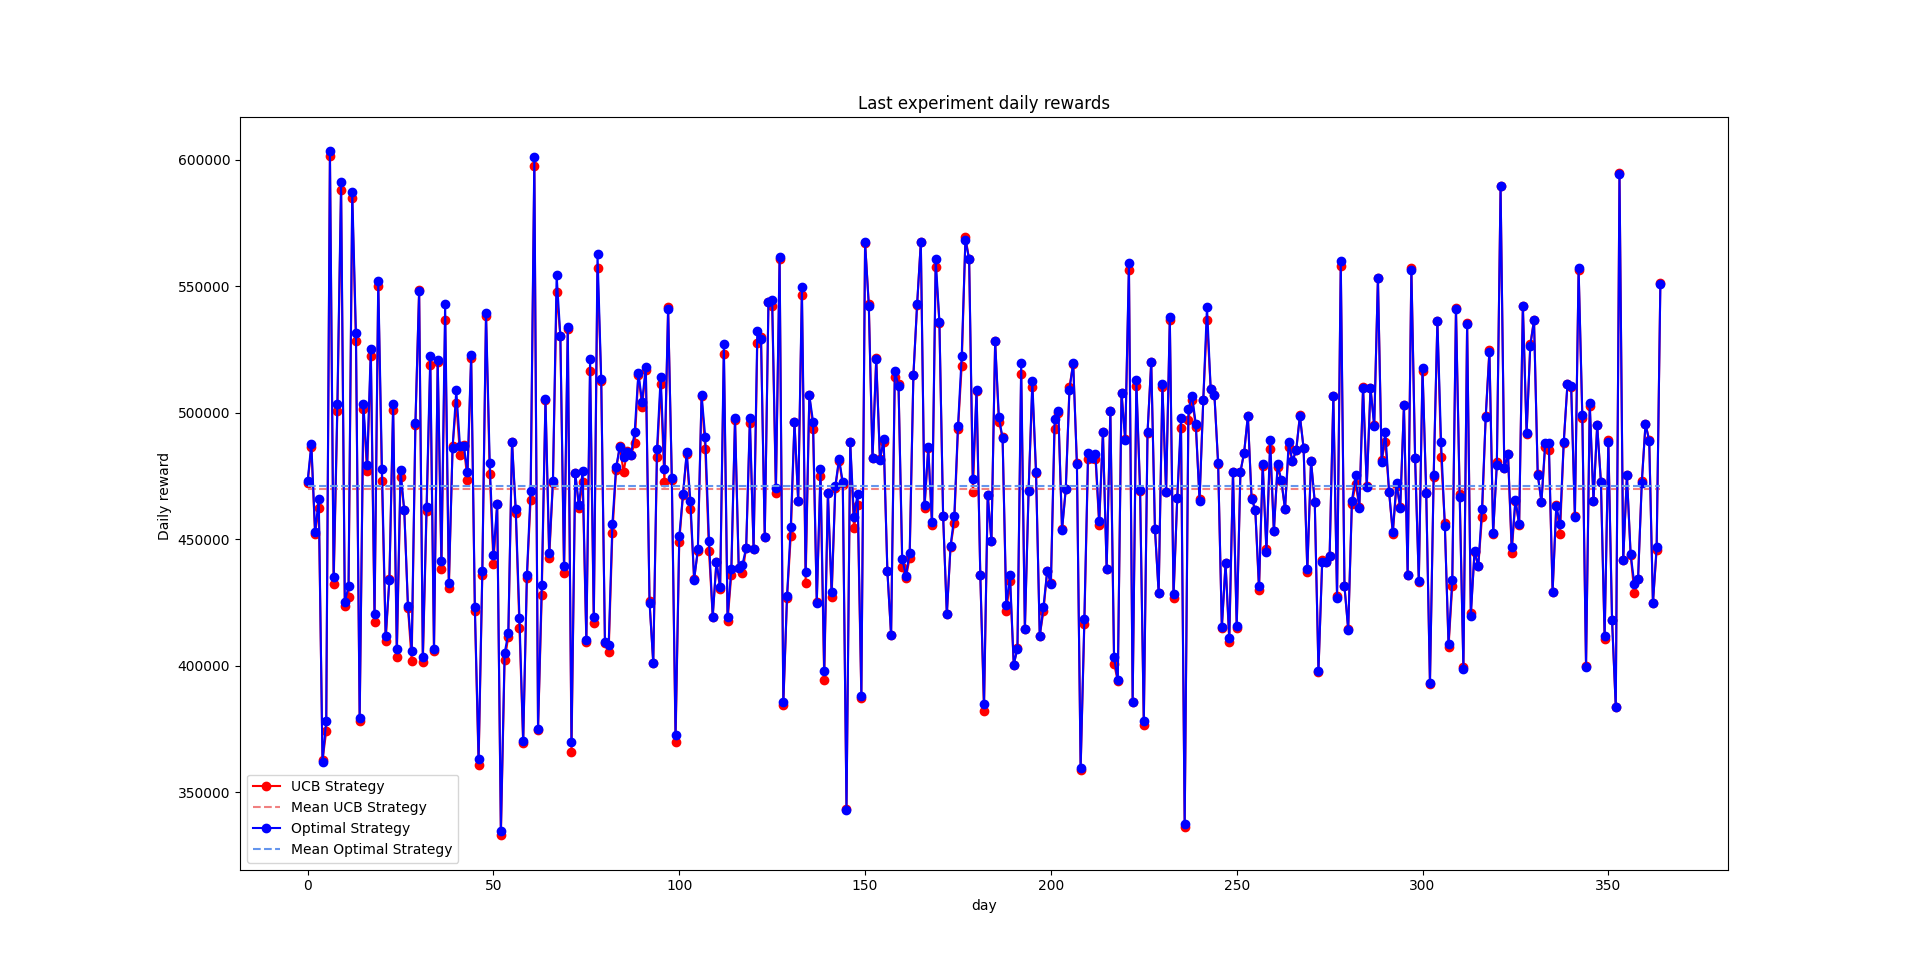 Last experiment daily rewards
Daily reward
600000
550000
500000
450000
400000
350000
UCB Strategy
Mean UCB Strategy
Optimal Strategy
Mean Optimal Strategy
0 50 100 150 200 250 300 350
day